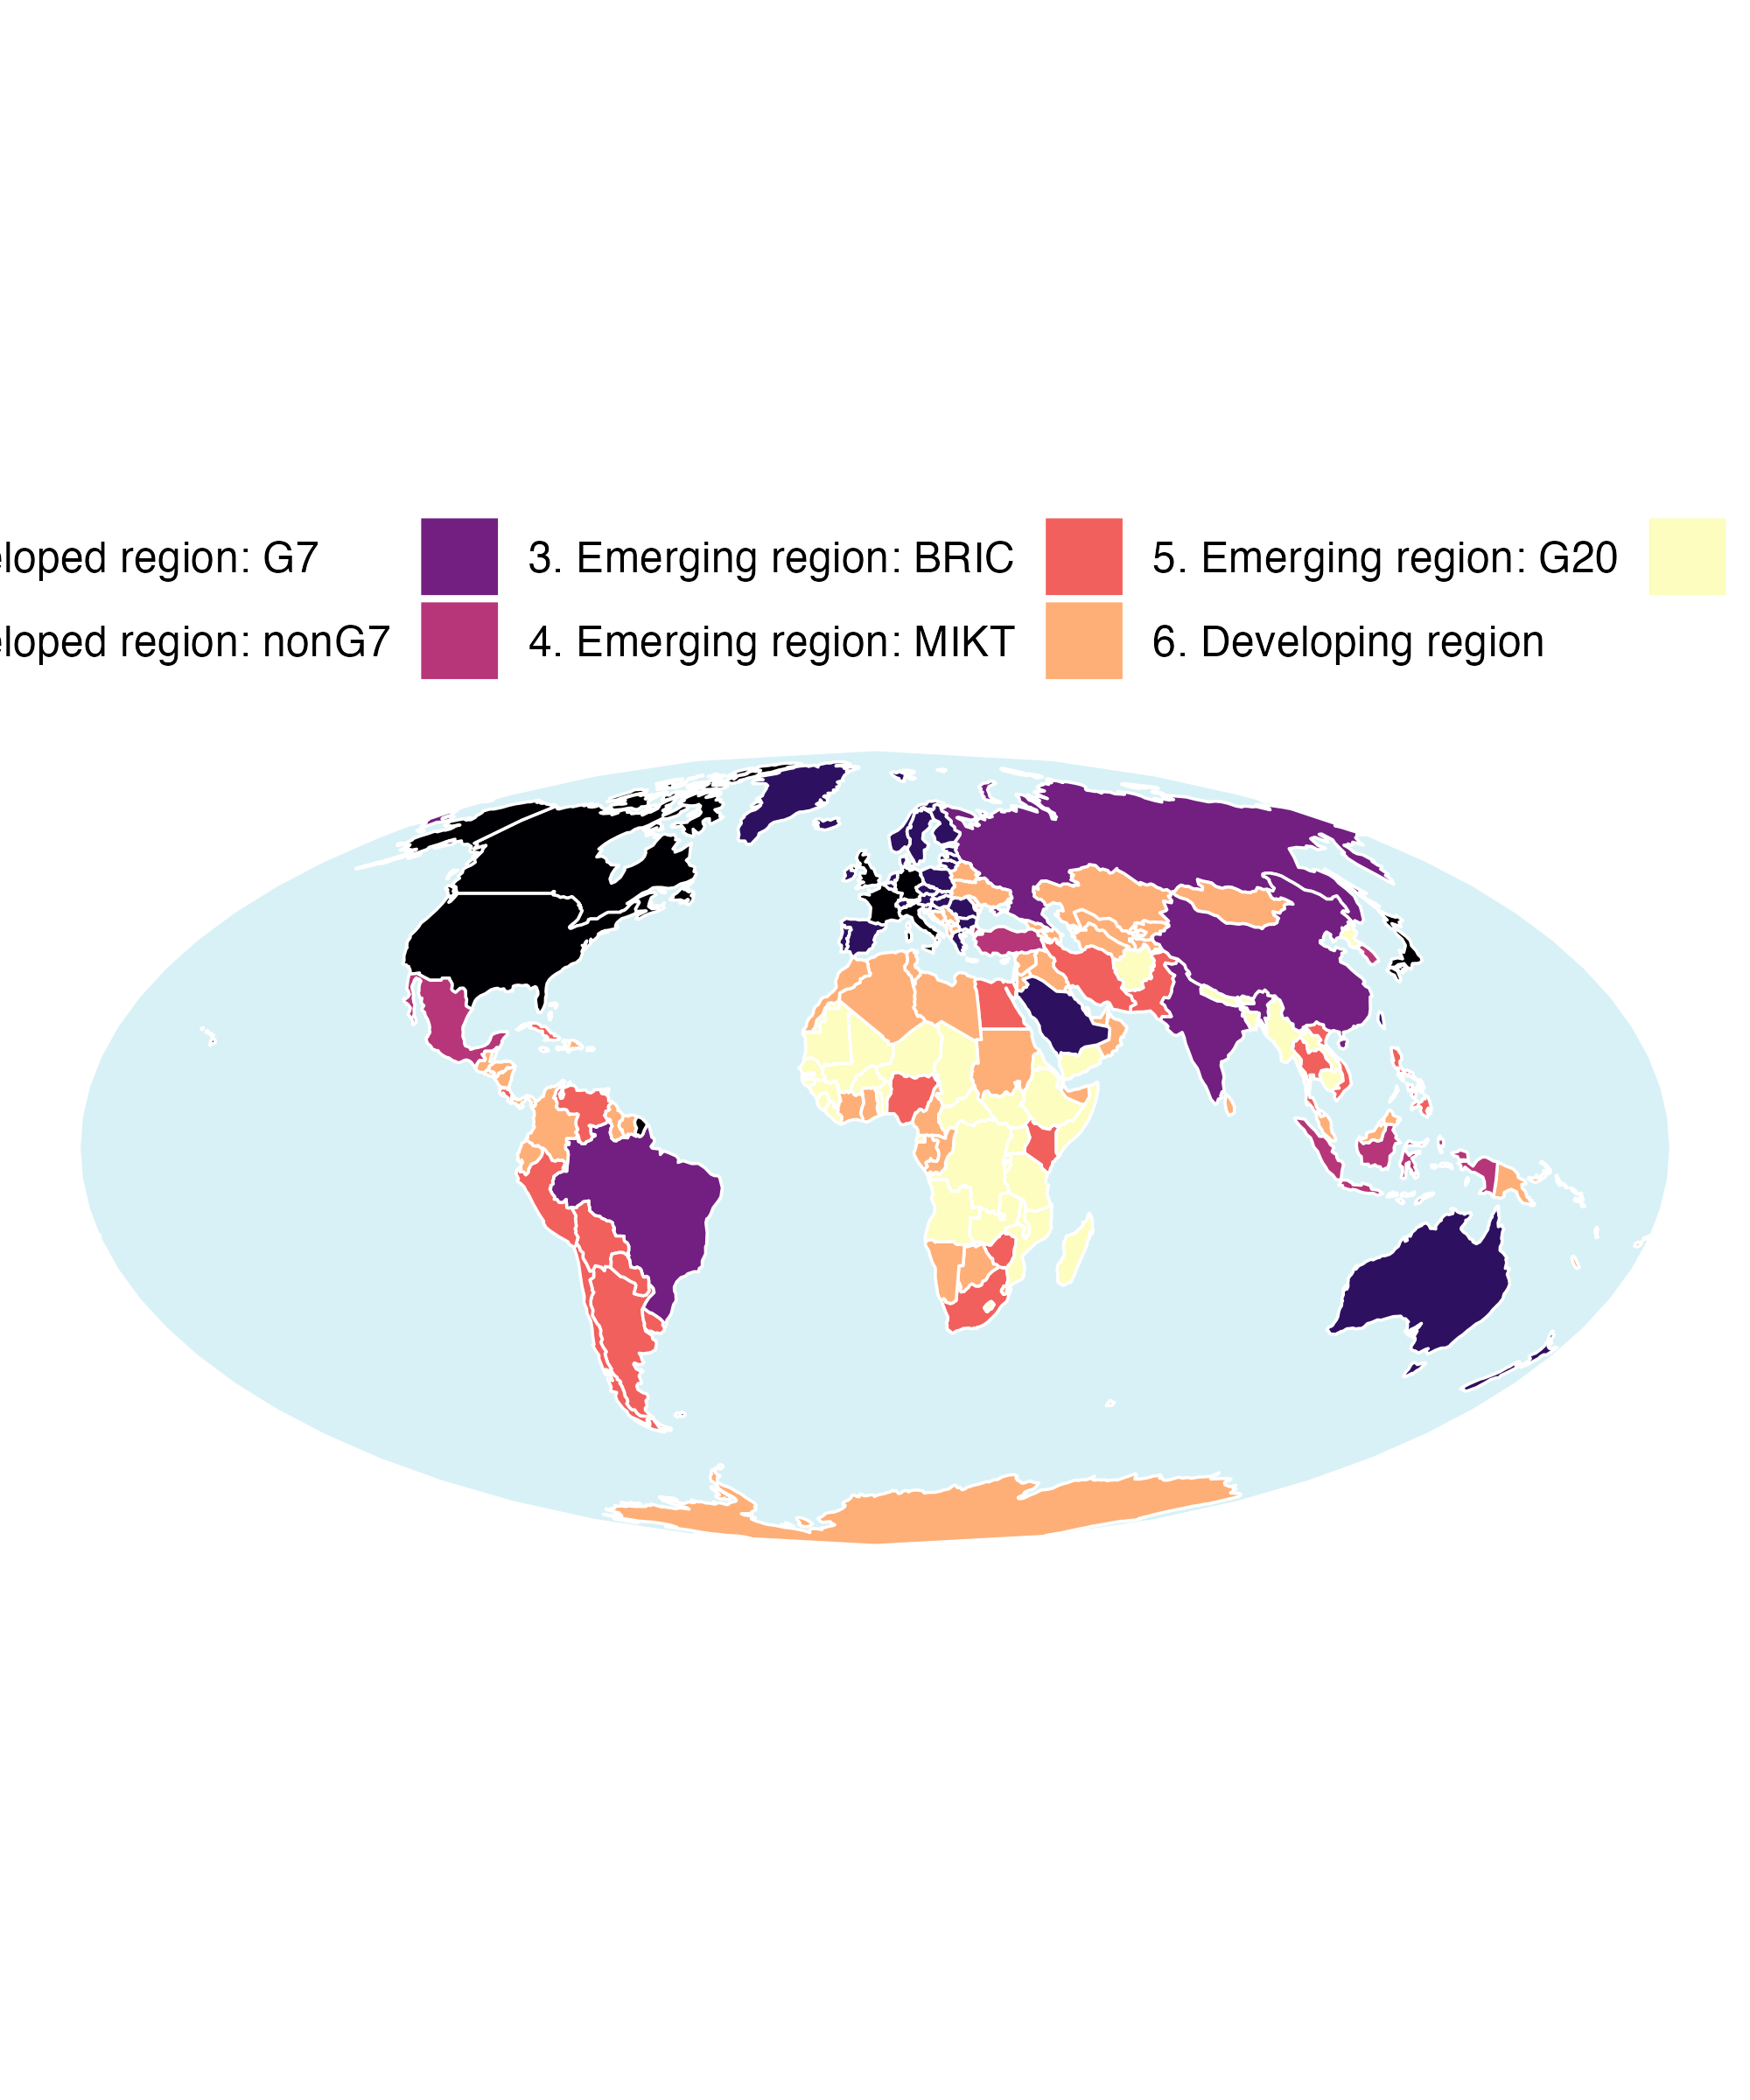 eloped region: G7 3. Emerging region: BRIC 5. Emerging region: G20
eloped region: nonG7 4. Emerging region: MIKT 6. Developing region